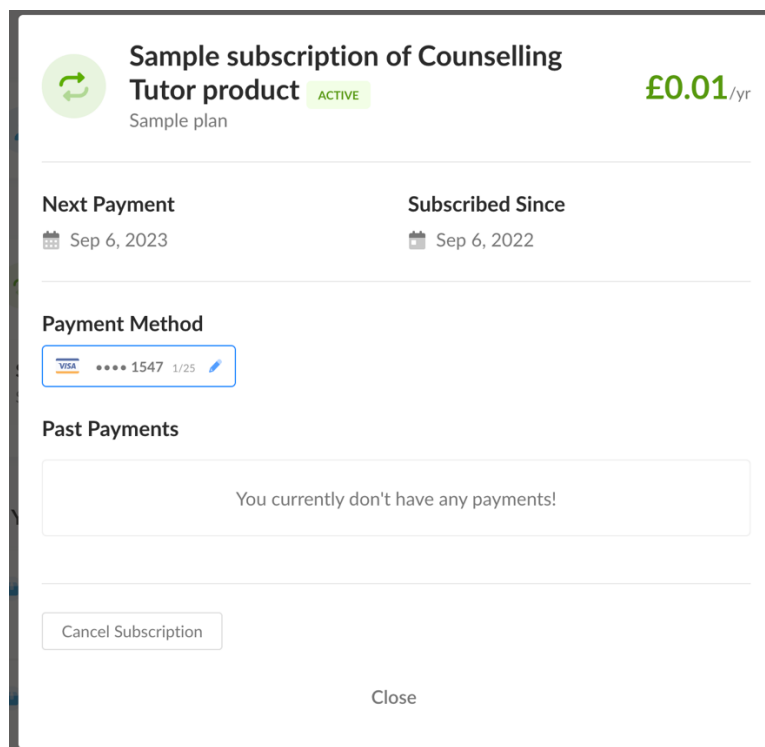 Sample subscription of Counselling
Tutor product ACTIVE
£0.01/yr
Sample plan
Next Payment
Sep 6, 2023
Subscribed Since
Sep 6, 2022
Payment Method
VISA •••• 1547 1/25
Past Payments
You currently don't have any payments!
Cancel Subscription
Close